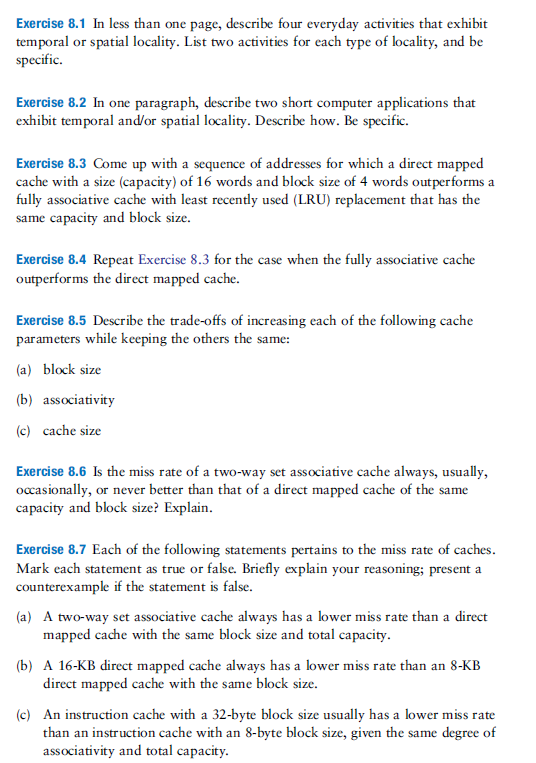 Exercise 8.1 In less than one page, describe four everyday activities that exhibit
temporal or spatial locality. List two activities for each type of locality, and be
specific.
Exercise 8.2 In one paragraph, describe two short computer applications that
exhibit temporal and/or spatial locality. Describe how. Be specific.
Exercise 8.3 Come up with a sequence of addresses for which a direct mapped
cache with a size (capacity) of 16 words and block size of 4 words outperforms a
fully associative cache with least recently used (LRU) replacement that has the
same capacity and block size.
Exercise 8.4 Repeat Exercise 8.3 for the case when the fully associative cache
outperforms the direct mapped cache.
Exercise 8.5 Describe the trade-offs of increasing each of the following cache
parameters while keeping the others the same:
(a) block size
(b) associativity
(c) cache size
Exercise 8.6 Is the miss rate of a two-way set associative cache always, usually,
occasionally, or never better than that of a direct mapped cache of the same
capacity and block size? Explain.
Exercise 8.7 Each of the following statements pertains to the miss rate of caches.
Mark each statement as true or false. Briefly explain your reasoning; present a
counterexample if the statement is false.
(a) A two-way set associative cache always has a lower miss rate than a direct
mapped cache with the same block size and total capacity.
(b) A 16-KB direct mapped cache always has a lower miss rate than an 8-KB
direct mapped cache with the same block size.
(c) An instruction cache with a 32-byte block size usually has a lower miss rate
than an instruction cache with an 8-byte block size, given the same degree of
associativity and total capacity.